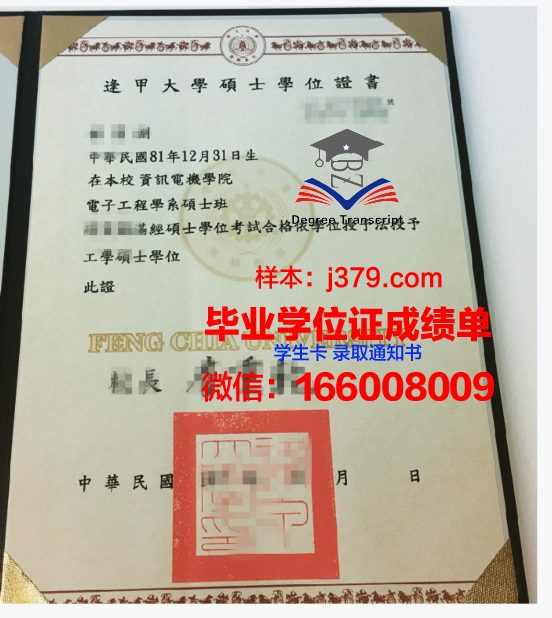 逢甲大學碩士學位證書
號
中華民國81年12月31日生
在本校 資訊電機學院
電子工程學系碩士班
Degree Transcript
滿經碩士學位考試合格依學位授予法授予
工學碩士學位
此證
样本：j379.com
毕业学位证成绩单
FENG CHIA UNIVERSITY
学生卡 录取通知书
校長
微信：166008009
中華民國 月 日